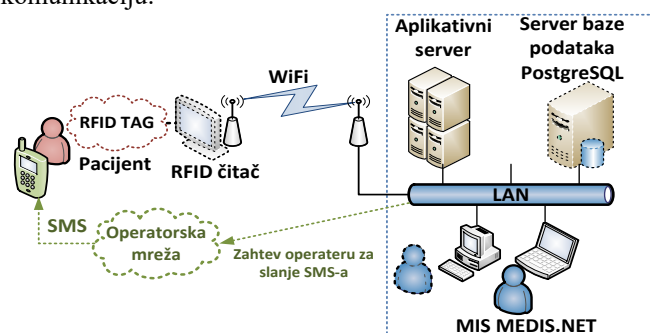 komunikaciju.
Aplikativni
server
Server baze
podataka
PostgreSQL
WiFi
RFID TAG
Pacijent
RFID čitač
LAN
SMS
Operatorska
mreža
Zahtev operateru za
slanje SMS-a
MIS MEDIS.NET